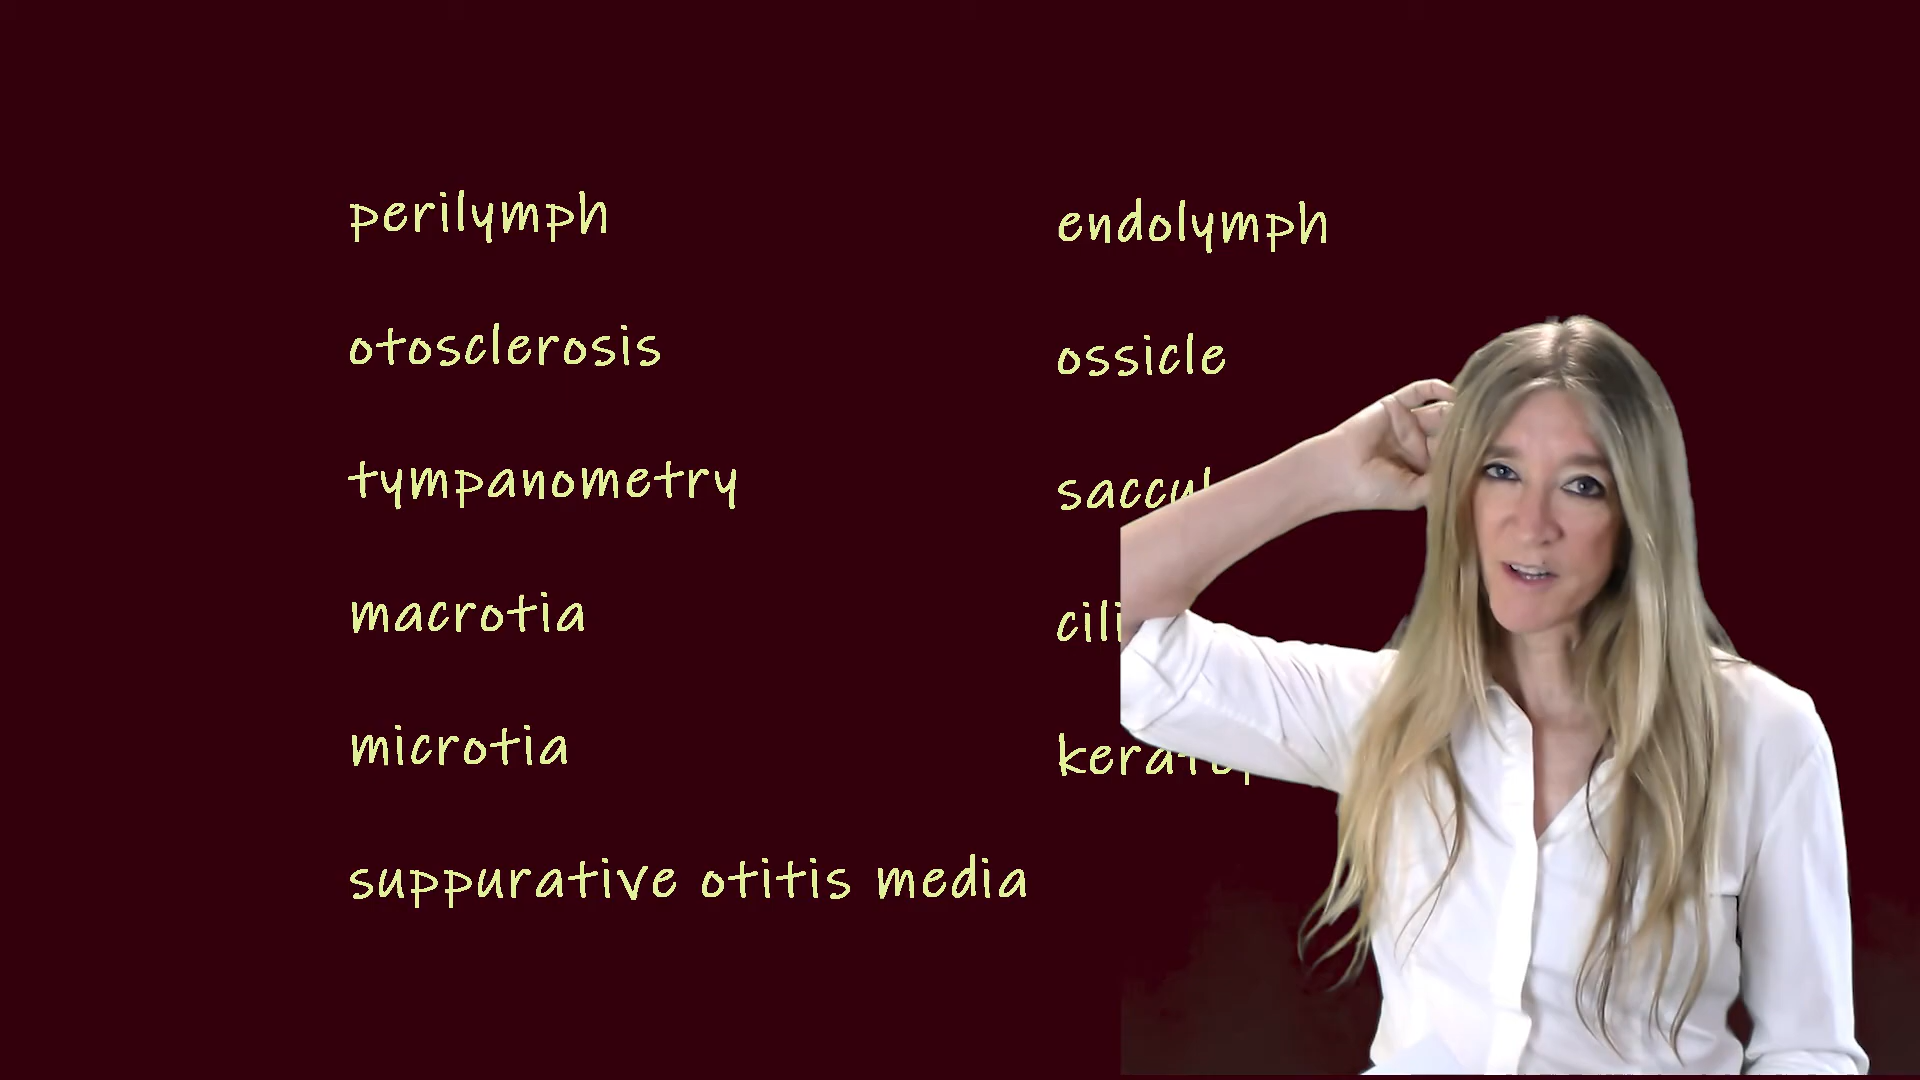 perilymph
otosclerosis
tympanometry
macrotia
microtia
suppurative otitis media
endolymph
ossicle